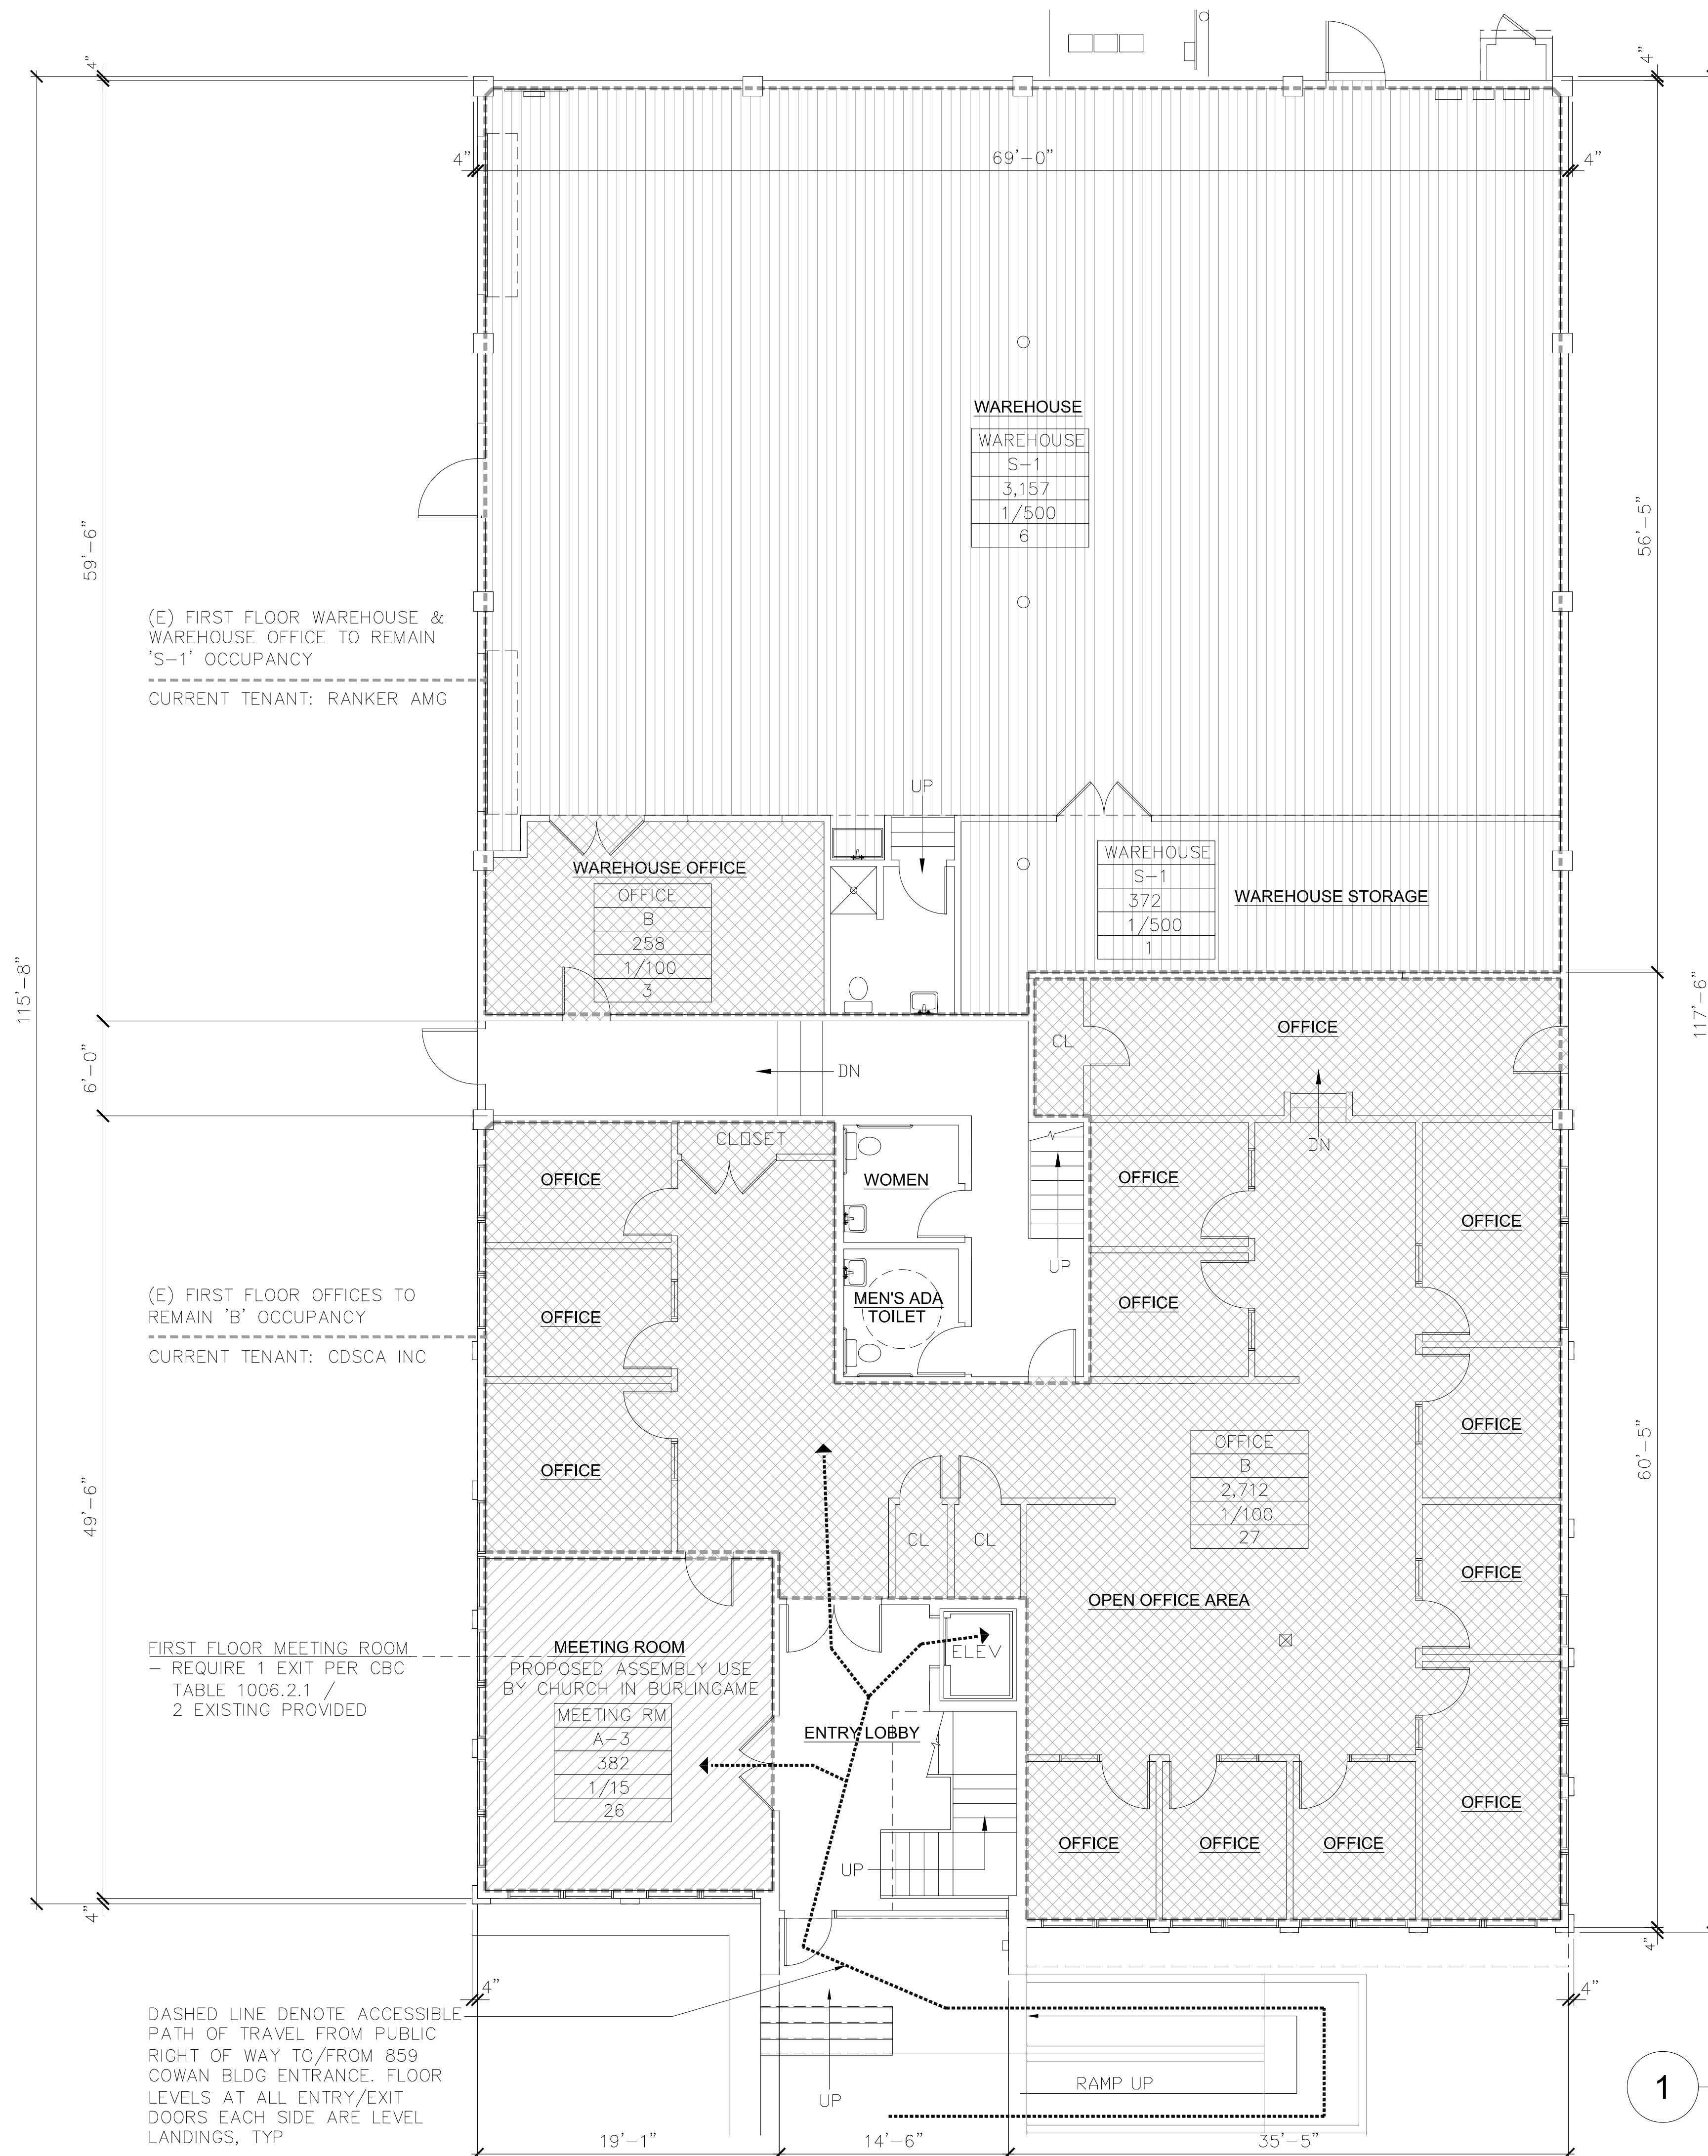 4"
4"
4"
69'-0"
4"
WAREHOUSE
WAREHOUSE
S-1
3,157
1/500
6
59'-6"
56'-5"
(E) FIRST FLOOR WAREHOUSE &
WAREHOUSE OFFICE TO REMAIN
'S-1' OCCUPANCY
CURRENT TENANT: RANKER AMG
UP
WAREHOUSE OFFICE
OFFICE
B
258
1/100
3
WAREHOUSE
S-1
372
1/500
1
WAREHOUSE STORAGE
115'-8"
117'-6"
6'-0"
DN
CL
OFFICE
DN
CLOSET
OFFICE
WOMEN
OFFICE
OFFICE
UP
(E) FIRST FLOOR OFFICES TO
REMAIN 'B' OCCUPANCY
CURRENT TENANT: CDSCA INC
OFFICE
MEN'S ADA
TOILET
OFFICE
OFFICE
OFFICE
49'-6"
60'-5"
OFFICE
B
2,712
1/100
27
CL
CL
OFFICE
OPEN OFFICE AREA
FIRST FLOOR MEETING ROOM
- REQUIRE 1 EXIT PER CBC
TABLE 1006.2.1 /
2 EXISTING PROVIDED
MEETING ROOM
PROPOSED ASSEMBLY USE
BY CHURCH IN BURLINGAME
MEETING RM
A-3
382
1/15
26
ELEV
ENTRY LOBBY
UP
OFFICE
OFFICE
OFFICE
OFFICE
4"
4"
4"
4"
DASHED LINE DENOTE ACCESSIBLE
PATH OF TRAVEL FROM PUBLIC
RIGHT OF WAY TO/FROM 859
COWAN BLDG ENTRANCE. FLOOR
LEVELS AT ALL ENTRY/EXIT
DOORS EACH SIDE ARE LEVEL
LANDINGS, TYP
UP
RAMP UP
1
19'-1"
14'-6"
35'-5"